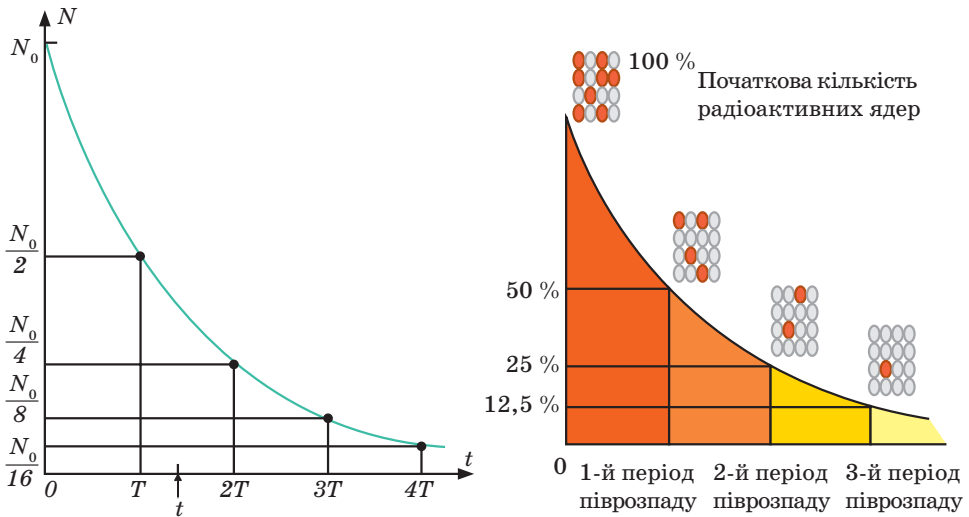 N
N₀
N₀
2
N₀
4
N₀
8
N₀
16
0
T
2T
3T
4T
t
t
100 %
Початкова кількість
радіоактивних ядер
50 %
25 %
12,5 %
0
1-й період
піврозпаду
2-й період
піврозпаду
3-й період
піврозпаду